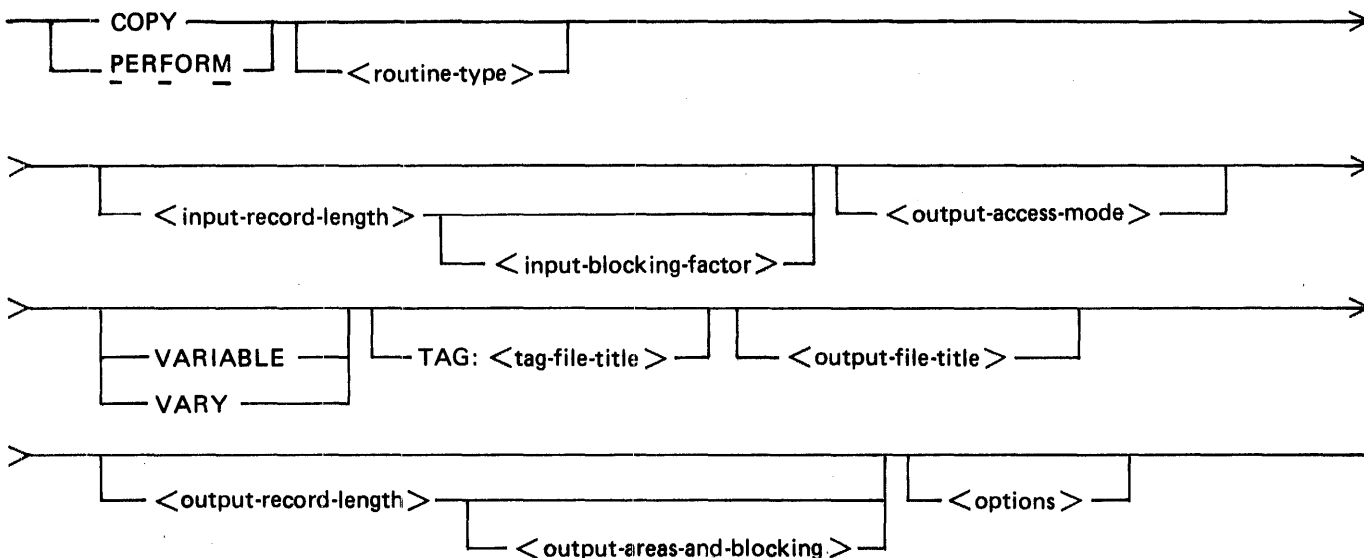 COPY
PERFORM
<routine-type>
<input-record-length>
<input-blocking-factor>
<output-access-mode>
VARIABLE
VARY
TAG: <tag-file-title>
<output-file-title>
<output-record-length>
<output-areas-and-blocking>
<options>